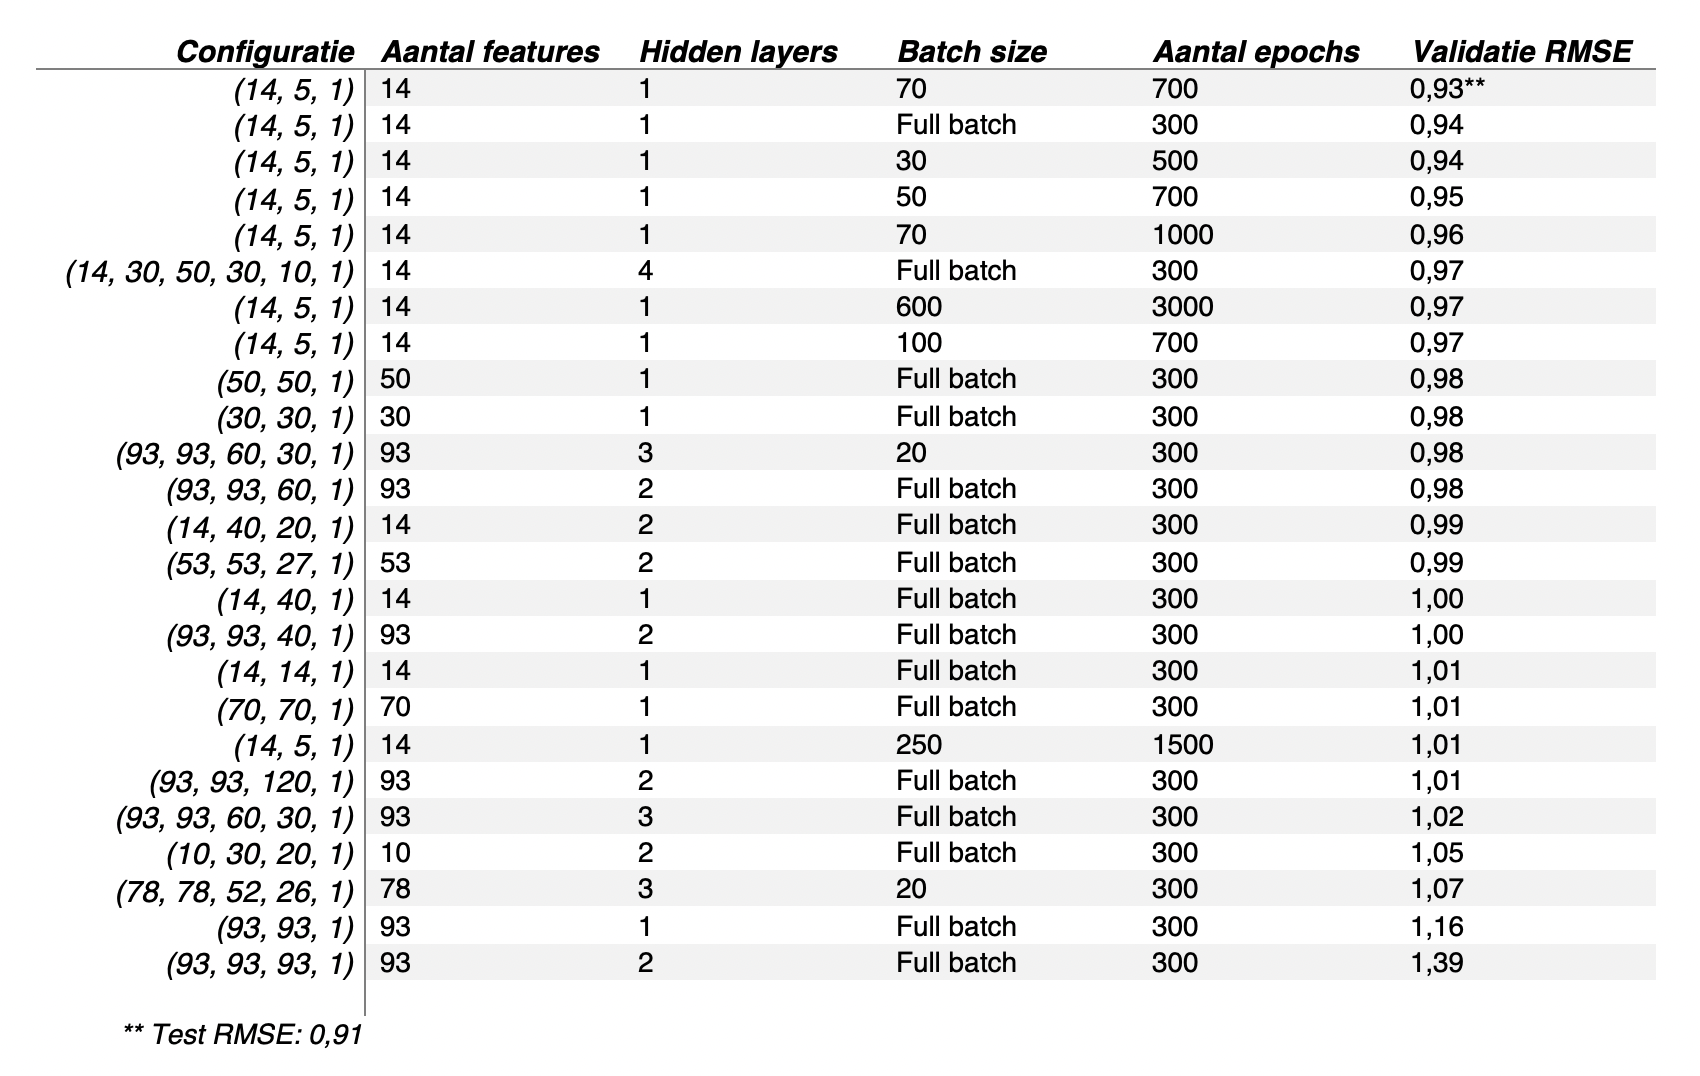 Configuratie Aantal features Hidden layers Batch size Aantal epochs Validatie RMSE
(14, 5, 1) 14 1 70 700 0,93**
(14, 5, 1) 14 1 Full batch 300 0,94
(14, 5, 1) 14 1 30 500 0,94
(14, 5, 1) 14 1 50 700 0,95
(14, 5, 1) 14 1 70 1000 0,96
(14, 30, 50, 30, 10, 1) 14 4 Full batch 300 0,97
(14, 5, 1) 14 1 600 3000 0,97
(14, 5, 1) 14 1 100 700 0,97
(50, 50, 1) 50 1 Full batch 300 0,98
(30, 30, 1) 30 1 Full batch 300 0,98
(93, 93, 60, 30, 1) 93 3 20 300 0,98
(93, 93, 60, 1) 93 2 Full batch 300 0,98
(14, 40, 20, 1) 14 2 Full batch 300 0,99
(53, 53, 27, 1) 53 2 Full batch 300 0,99
(14, 40, 1) 14 1 Full batch 300 1,00
(93, 93, 40, 1) 93 2 Full batch 300 1,00
(14, 14, 1) 14 1 Full batch 300 1,01
(70, 70, 1) 70 1 Full batch 300 1,01
(14, 5, 1) 14 1 250 1500 1,01
(93, 93, 120, 1) 93 2 Full batch 300 1,01
(93, 93, 60, 30, 1) 93 3 Full batch 300 1,02
(10, 30, 20, 1) 10 2 Full batch 300 1,05
(78, 78, 52, 26, 1) 78 3 20 300 1,07
(93, 93, 1) 93 1 Full batch 300 1,16
(93, 93, 93, 1) 93 2 Full batch 300 1,39
** Test RMSE: 0,91